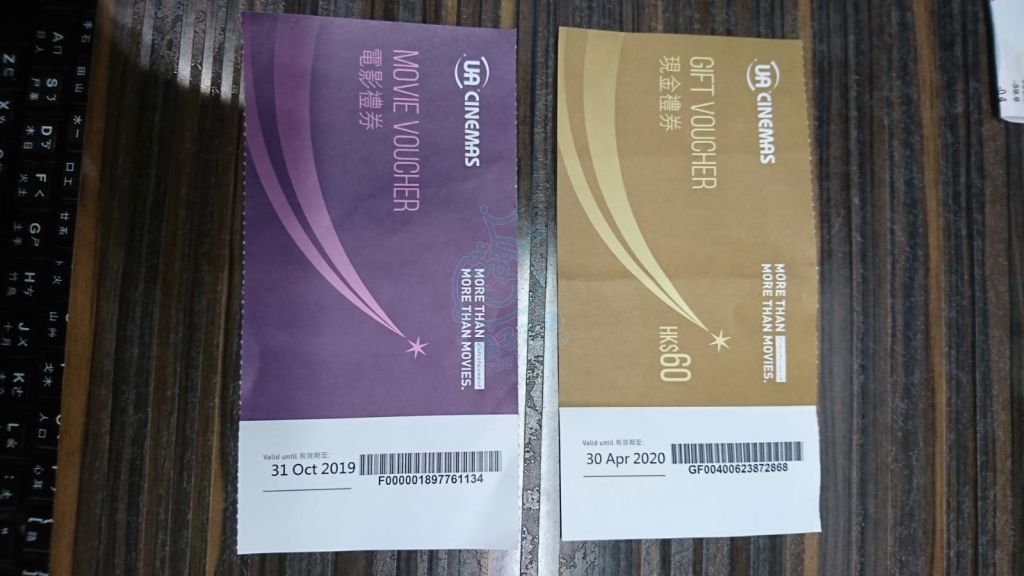 UA CINEMAS
MOVIE VOUCHER
電影禮券
MORE THAN
MORE THAN MOVIES.
Valid until 有效期至:
31 Oct 2019
F000001897761134
UA CINEMAS
GIFT VOUCHER
現金禮券
MORE THAN
MORE THAN MOVIES.
HK$60
Valid until 有效期至:
30 Apr 2020
GF00400623872868